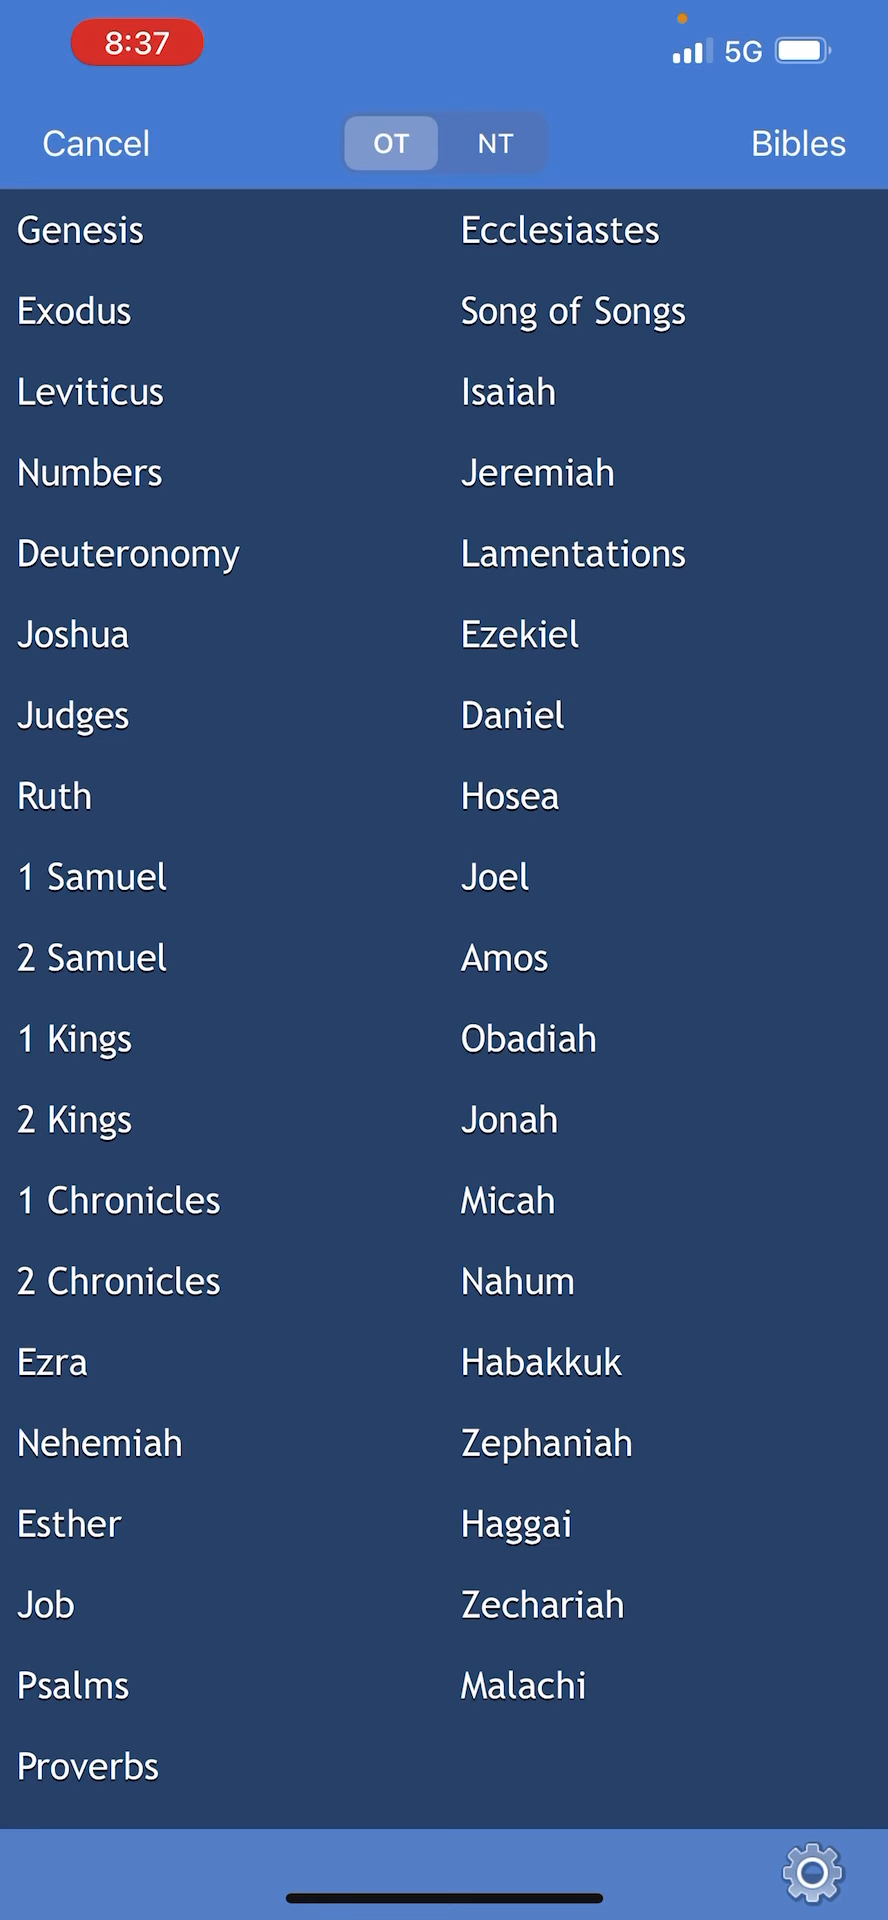 8:37
5G
Cancel
OT
NT
Bibles
Genesis
Exodus
Leviticus
Numbers
Deuteronomy
Joshua
Judges
Ruth
1 Samuel
2 Samuel
1 Kings
2 Kings
1 Chronicles
2 Chronicles
Ezra
Nehemiah
Esther
Job
Psalms
Proverbs
Ecclesiastes
Song of Songs
Isaiah
Jeremiah
Lamentations
Ezekiel
Daniel
Hosea
Joel
Amos
Obadiah
Jonah
Micah
Nahum
Habakkuk
Zephaniah
Haggai
Zechariah
Malachi